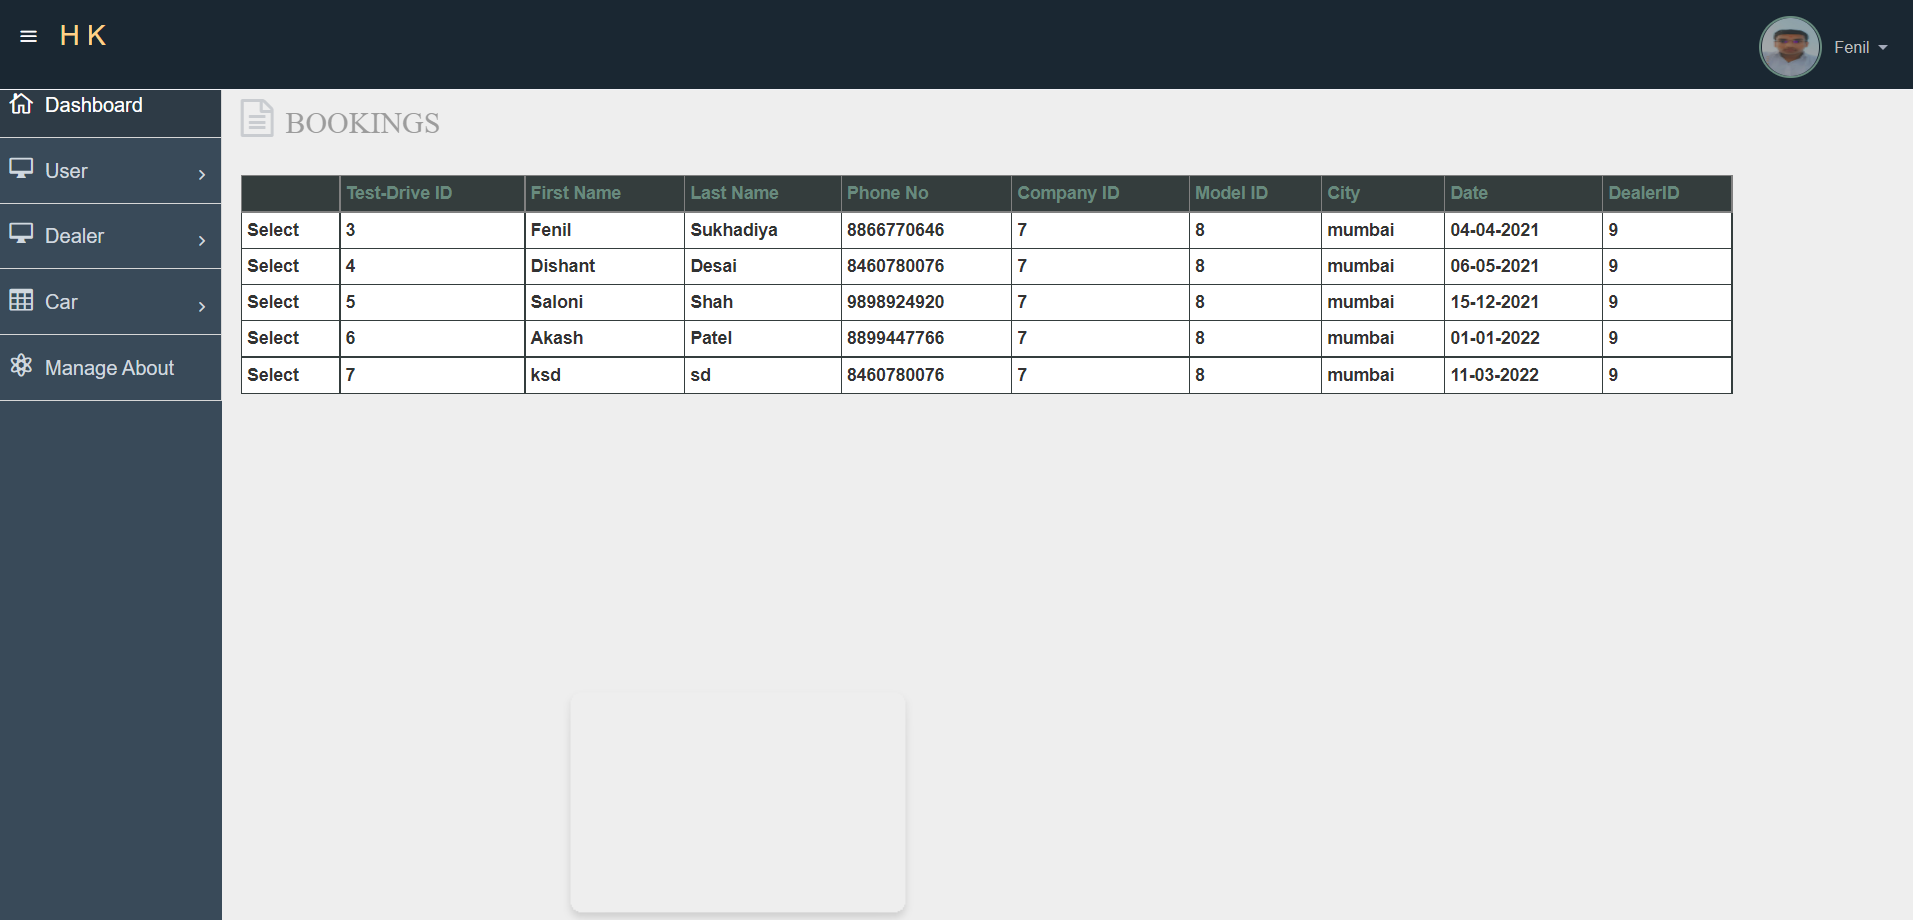 H K
Fenil
Dashboard
User
Dealer
Car
Manage About
BOOKINGS
Test-Drive ID First Name Last Name Phone No Company ID Model ID City Date DealerID
Select 3 Fenil Sukhadiya 8866770646 7 8 mumbai 04-04-2021 9
Select 4 Dishant Desai 8460780076 7 8 mumbai 06-05-2021 9
Select 5 Saloni Shah 9898924920 7 8 mumbai 15-12-2021 9
Select 6 Akash Patel 8899447766 7 8 mumbai 01-01-2022 9
Select 7 ksd sd 8460780076 7 8 mumbai 11-03-2022 9